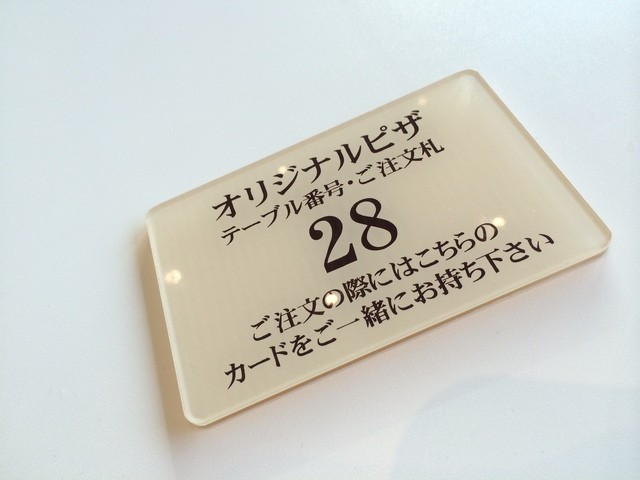 オリジナルピザ
テーブル番号・ご注文札
28
ご注文の際にはこちらの
カードをご一緒にお持ち下さい